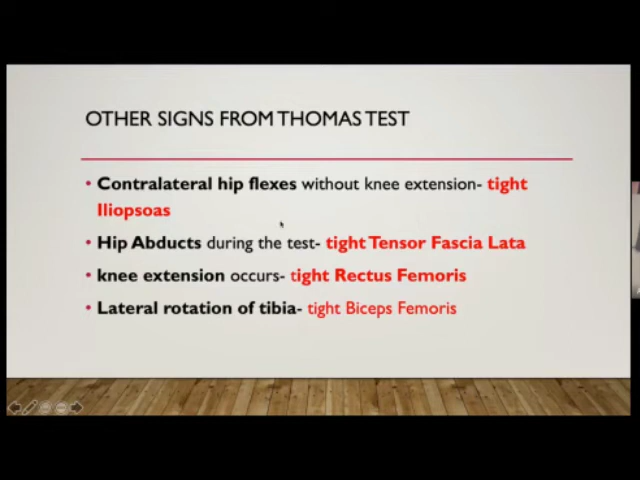 OTHER SIGNS FROM THOMAS TEST
• Contralateral hip flexes without knee extension- tight
Iliopsoas
• Hip Abducts during the test- tight Tensor Fascia Lata
• knee extension occurs- tight Rectus Femoris
• Lateral rotation of tibia- tight Biceps Femoris